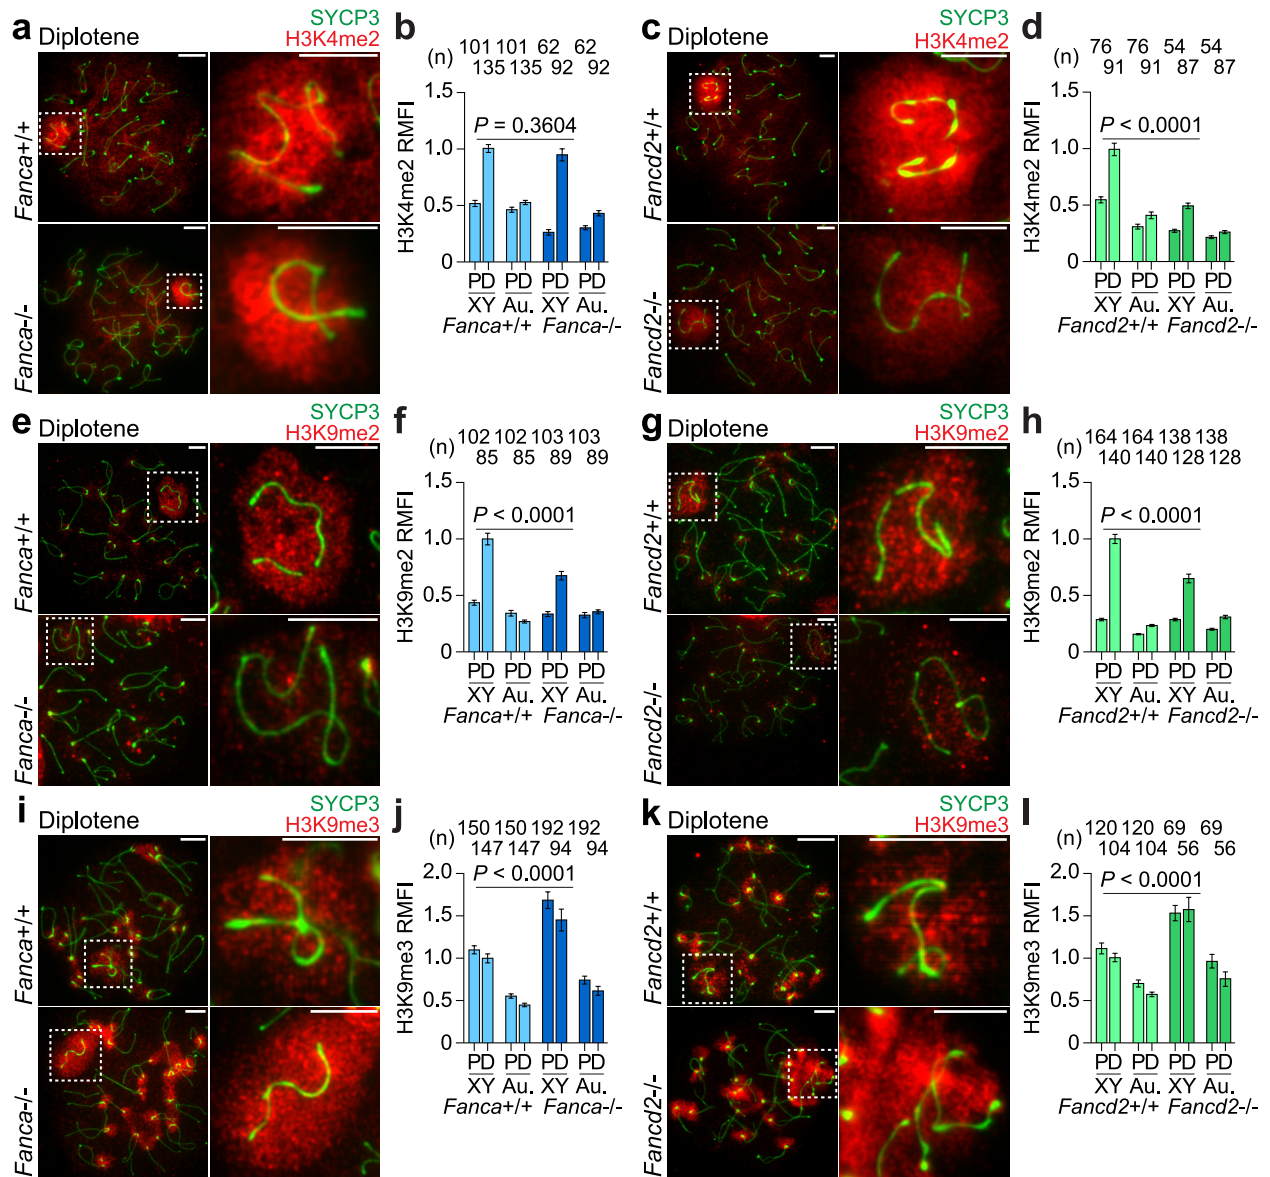 a Diplotene SYCP3
H3K4me2
Fanca+/+
Fanca-/-
b
(n) 101 101 62 62
135 135 92 92
H3K4me2 RMFI
1.5
1.0
0.5
0
P = 0.3604
PD PD PD PD
XY Au. XY Au.
Fanca+/+ Fanca-/-
c Diplotene SYCP3
H3K4me2
Fancd2+/+
Fancd2-/-
d
(n) 76 76 54 54
91 91 87 87
H3K4me2 RMFI
1.5
1.0
0.5
0
P < 0.0001
PD PD PD PD
XY Au. XY Au.
Fancd2+/+ Fancd2-/-
e Diplotene SYCP3
H3K9me2
Fanca+/+
Fanca-/-
f
(n) 102 102 103 103
85 85 89 89
H3K9me2 RMFI
1.5
1.0
0.5
0
P < 0.0001
PD PD PD PD
XY Au. XY Au.
Fanca+/+ Fanca-/-
g Diplotene SYCP3
H3K9me2
Fancd2+/+
Fancd2-/-
h
(n) 164 164 138 138
140 140 128 128
H3K9me2 RMFI
1.5
1.0
0.5
0
P < 0.0001
PD PD PD PD
XY Au. XY Au.
Fancd2+/+ Fancd2-/-
i Diplotene SYCP3
H3K9me3
Fanca+/+
Fanca-/-
j
(n) 150 150 192 192
147 147 94 94
H3K9me3 RMFI
2.0
1.5
1.0
0.5
0
P < 0.0001
PD PD PD PD
XY Au. XY Au.
Fanca+/+ Fanca-/-
k Diplotene SYCP3
H3K9me3
Fancd2+/+
Fancd2-/-
l
(n) 120 120 69 69
104 104 56 56
H3K9me3 RMFI
2.0
1.5
1.0
0.5
0
P < 0.0001
PD PD PD PD
XY Au. XY Au.
Fancd2+/+ Fancd2-/-